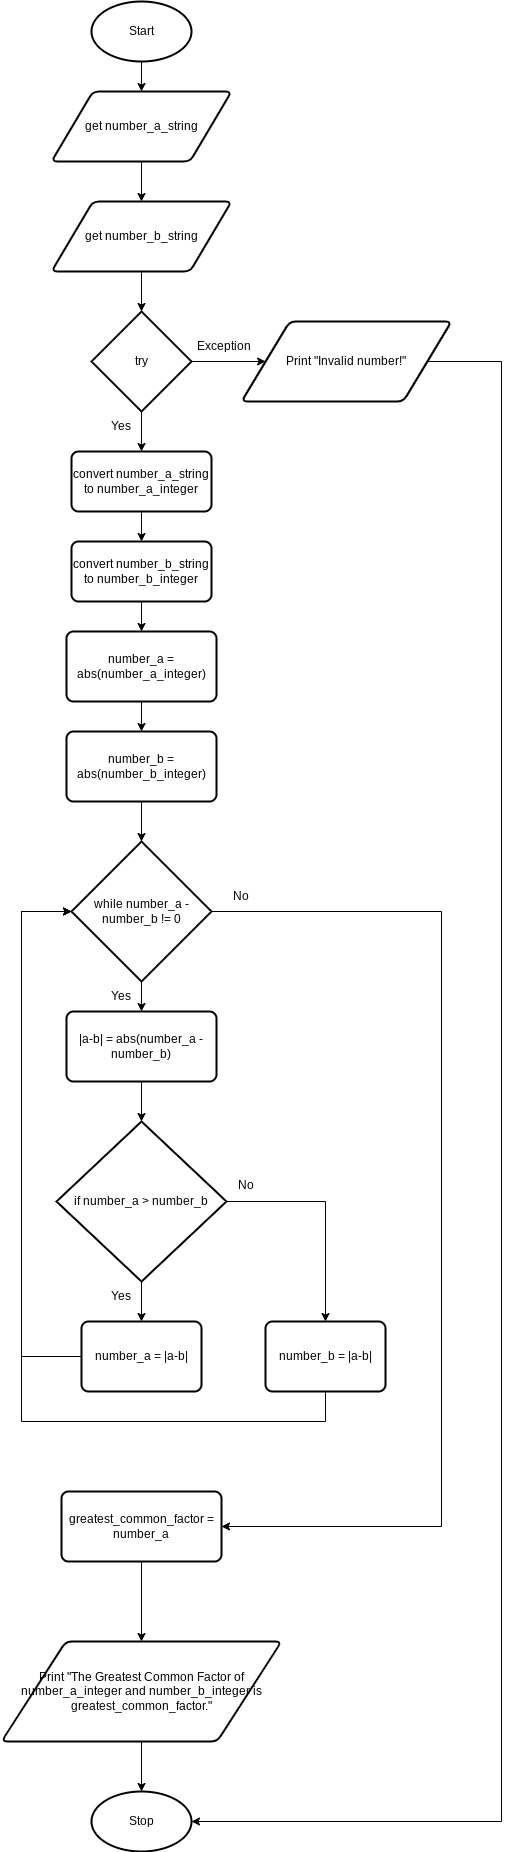 Start
get number_a_string
get number_b_string
try
Exception
Print "Invalid number!"
Yes
convert number_a_string
to number_a_integer
convert number_b_string
to number_b_integer
number_a =
abs(number_a_integer)
number_b =
abs(number_b_integer)
while number_a -
number_b != 0
No
Yes
|a-b| = abs(number_a -
number_b)
if number_a > number_b
No
Yes
number_a = |a-b|
number_b = |a-b|
greatest_common_factor =
number_a
Print "The Greatest Common Factor of
number_a_integer and number_b_integer is
greatest_common_factor."
Stop